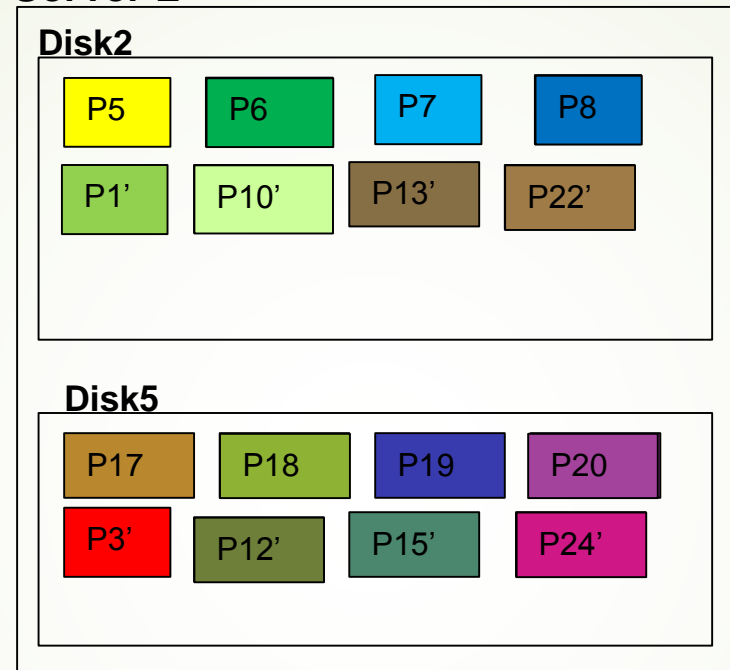 Disk2
P5 P6 P7 P8
P1’ P10’ P13’ P22’
Disk5
P17 P18 P19 P20
P3’ P12’ P15’ P24’